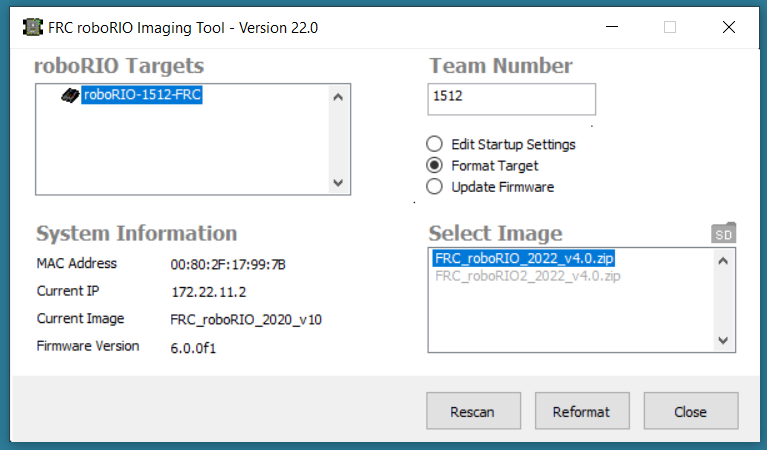 FRC roboRIO Imaging Tool - Version 22.0
roboRIO Targets
roboRIO-1512-FRC
Team Number
1512
Edit Startup Settings
Format Target
Update Firmware
System Information
MAC Address 00:80:2F:17:99:7B
Current IP 172.22.11.2
Current Image FRC_roboRIO_2020_v10
Firmware Version 6.0.0f1
Select Image
SD
FRC_roboRIO_2022_v4.0.zip
FRC_roboRIO2_2022_v4.0.zip
Rescan
Reformat
Close